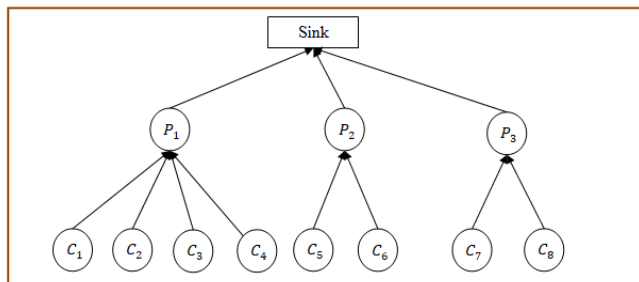 Sink
P₁ P₂ P₃
C₁ C₂ C₃ C₄ C₅ C₆ C₇ C₈